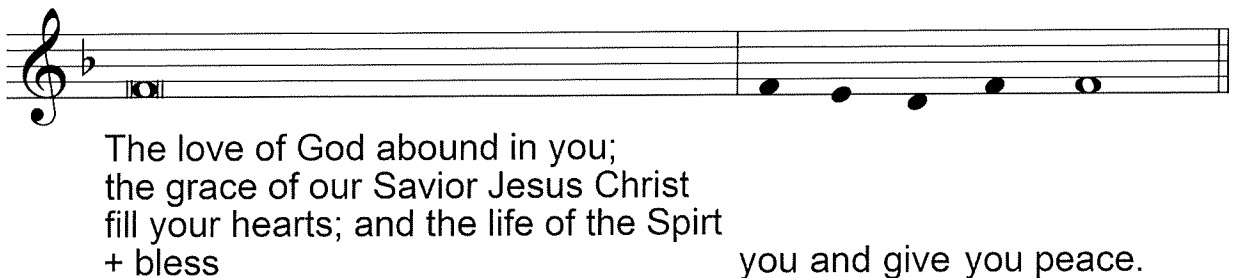 The love of God abound in you;
the grace of our Savior Jesus Christ
fill your hearts; and the life of the Spirt
+ bless you and give you peace.